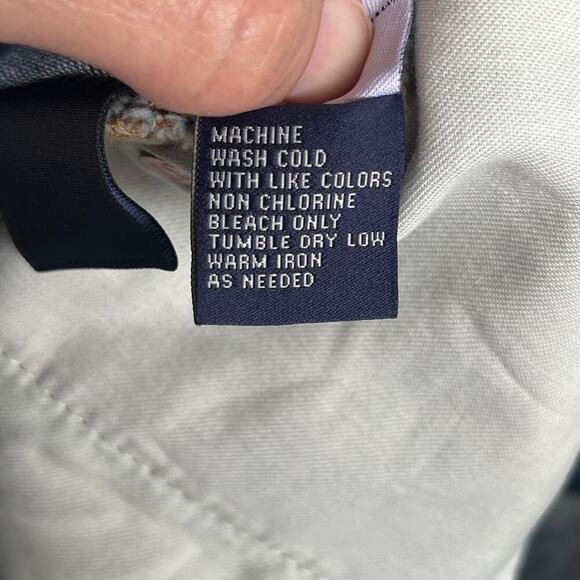 MACHINE
WASH COLD
WITH LIKE COLORS
NON CHLORINE
BLEACH ONLY
TUMBLE DRY LOW
WARM IRON
AS NEEDED